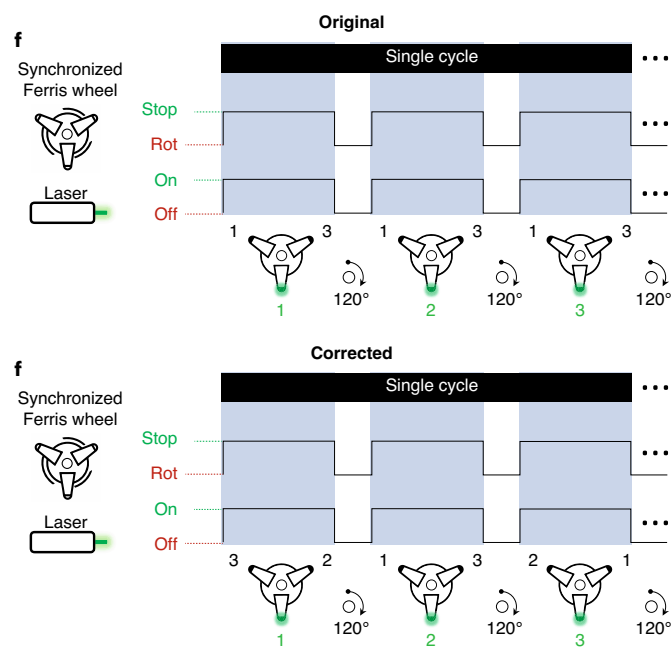 Original
f
Single cycle
Synchronized
Ferris wheel
Stop
Rot
On
Laser
Off
1 3 1 3 1 3
120° 120° 120°
1 2 3
Corrected
f
Single cycle
Synchronized
Ferris wheel
Stop
Rot
On
Laser
Off
3 2 1 3 2 1
120° 120° 120°
1 2 3